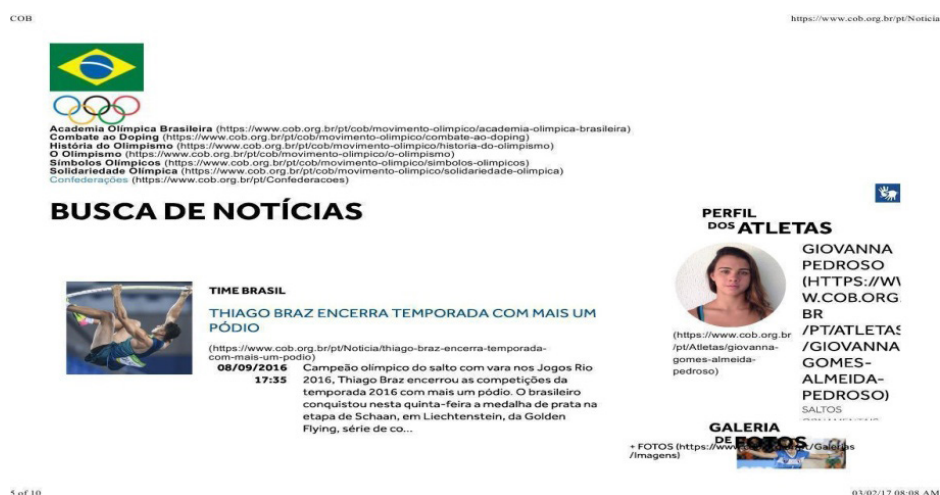 COB
https://www.cob.org.br/pt/Noticia
Academia Olímpica Brasileira (https://www.cob.org.br/pt/cob/movimento-olimpico/academia-olimpica-brasileira)
Combate ao Doping (https://www.cob.org.br/pt/cob/movimento-olimpico/combate-ao-doping)
História do Olimpismo (https://www.cob.org.br/pt/cob/movimento-olimpico/historia-do-olimpismo)
O Olimpismo (https://www.cob.org.br/pt/cob/movimento-olimpico/o-olimpismo)
Símbolos Olímpicos (https://www.cob.org.br/pt/cob/movimento-olimpico/simbolos-olimpicos)
Solidariedade Olímpica (https://www.cob.org.br/pt/cob/movimento-olimpico/solidariedade-olimpica)
Confederações (https://www.cob.org.br/pt/Confederacoes)
BUSCA DE NOTÍCIAS
TIME BRASIL
THIAGO BRAZ ENCERRA TEMPORADA COM MAIS UM
PÓDIO
(https://www.cob.org.br/pt/Noticia/thiago-braz-encerra-temporada-
com-mais-um-podio)
08/09/2016
17:35
Campeão olímpico do salto com vara nos Jogos Rio
2016, Thiago Braz encerrou as competições da
temporada 2016 com mais um pódio. O brasileiro
conquistou nesta quinta-feira a medalha de prata na
etapa de Schaan, em Liechtenstein, da Golden
Flying, série de co...
PERFIL
DOS ATLETAS
(https://www.cob.org.br
/pt/Atletas/giovanna-
gomes-almeida-
pedroso)
GIOVANNA
PEDROSO
(HTTPS://WW
W.COB.ORG
BR
/PT/ATLETAS
/GIOVANNA
GOMES-
ALMEIDA-
PEDROSO)
SALTOS
GALERIA
DE FOTOS
+ FOTOS
/Imagens)
5 of 10
03/02/17 08:08 AM